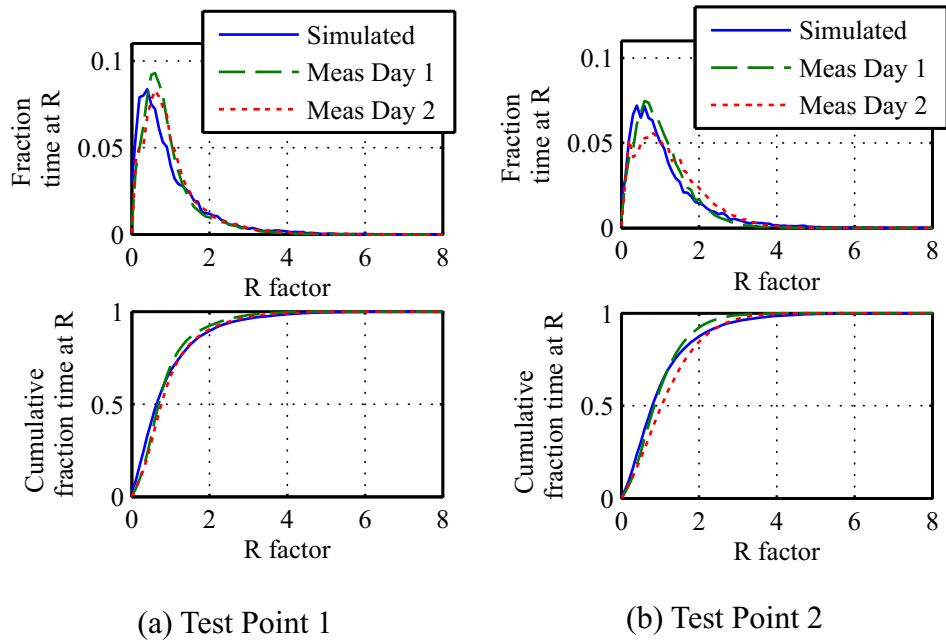 Simulated
Meas Day 1
Meas Day 2
0.1
0.05
0
Fraction
time at R
0 2 4 6 8
R factor
1
0.5
0
Cumulative
fraction time at R
0 2 4 6 8
R factor
(a) Test Point 1
Simulated
Meas Day 1
Meas Day 2
0.1
0.05
0
Fraction
time at R
0 2 4 6 8
R factor
1
0.5
0
Cumulative
fraction time at R
0 2 4 6 8
R factor
(b) Test Point 2